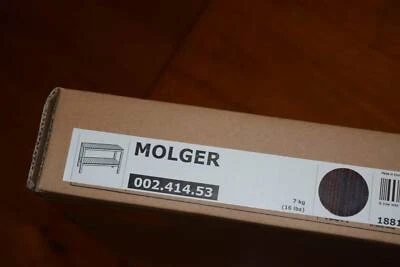 MOLGER
002.414.53
7 kg
(16 lbs)
1881